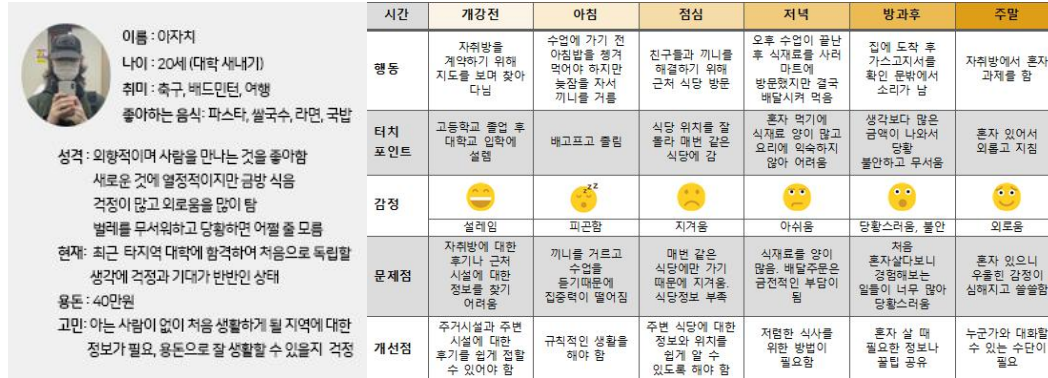 이름 : 아자치
나이 : 20세 (대학 새내기)
취미 : 축구, 배드민턴, 여행
좋아하는 음식: 파스타, 쌀국수, 라면, 국밥
성격 : 외향적이며 사람을 만나는 것을 좋아함
새로운 것에 열정적이지만 금방 식음
걱정이 많고 외로움을 많이 탐
벌레를 무서워하고 당황하면 어쩔 줄 모름
현재: 최근 타지역 대학에 합격하여 처음으로 독립할
생각에 걱정과 기대가 반반인 상태
용돈 : 40만원
고민: 아는 사람이 없이 처음 생활하게 될 지역에 대한
정보가 필요, 용돈으로 잘 생활할 수 있을지 걱정
시간 개강전 아침 점심 저녁 방과후 주말
행동
자취방을
계약하기 위해
지도를 보며 찾아
다님
수업에 가기 전
아침밥을 챙겨
먹어야 하지만
늦잠을 자서
끼니를 거름
친구들과 끼니를
해결하기 위해
근처 식당 방문
오후 수업이 끝난
후 식재료를 사러
마트에
방문했지만 결국
배달시켜 먹음
집에 도착 후
가스고지서를
확인 문밖에서
소리가 남
자취방에서 혼자
과제를 함
터치
포인트
고등학교 졸업 후
대학교 입학에
설렘
배고프고 졸림
식당 위치를 잘
몰라 매번 같은
식당에 감
혼자 먹기에
식재료 양이 많고
요리에 익숙하지
않아 어려움
생각보다 많은
금액이 나와서
당황
불안하고 무서움
혼자 있어서
외롭고 지침
감정
zzZ
설레임 피곤함 지겨움 아쉬움 당황스러움, 불안 외로움
문제점
자취방에 대한
후기나 근처
시설에 대한
정보를 찾기
어려움
끼니를 거르고
수업을
듣기때문에
집중력이 떨어짐
매번 같은
식당에만 가기
때문에 지겨움.
식당정보 부족
식재료를 양이
많음. 배달주문은
금전적인 부담이
됨
처음
혼자살다보니
경험해보는
일들이 너무 많아
당황스러움
혼자 있으니
우울한 감정이
심해지고 쓸쓸함
개선점
주거시설과 주변
시설에 대한
후기를 쉽게 접할
수 있어야 함
규칙적인 생활을
해야 함
주변 식당에 대한
정보와 위치를
쉽게 알 수
있도록 해야 함
저렴한 식사를
위한 방법이
필요함
혼자 살 때
필요한 정보나
꿀팁 공유
누군가와 대화할
수 있는 수단이
필요